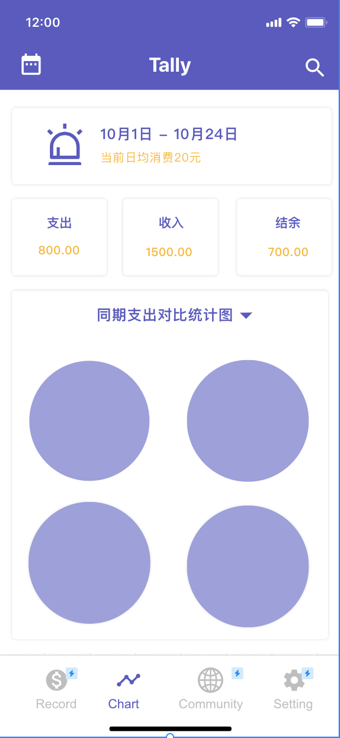 12:00
Tally
10月1日 – 10月24日
当前日均消费20元
支出
800.00
收入
1500.00
结余
700.00
同期支出对比统计图
Record
Chart
Community
Setting